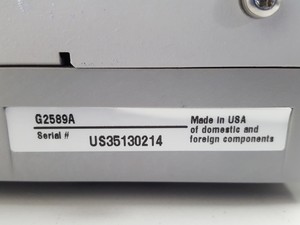 G2589A
Serial #
US35130214
Made in USA
of domestic and
foreign components